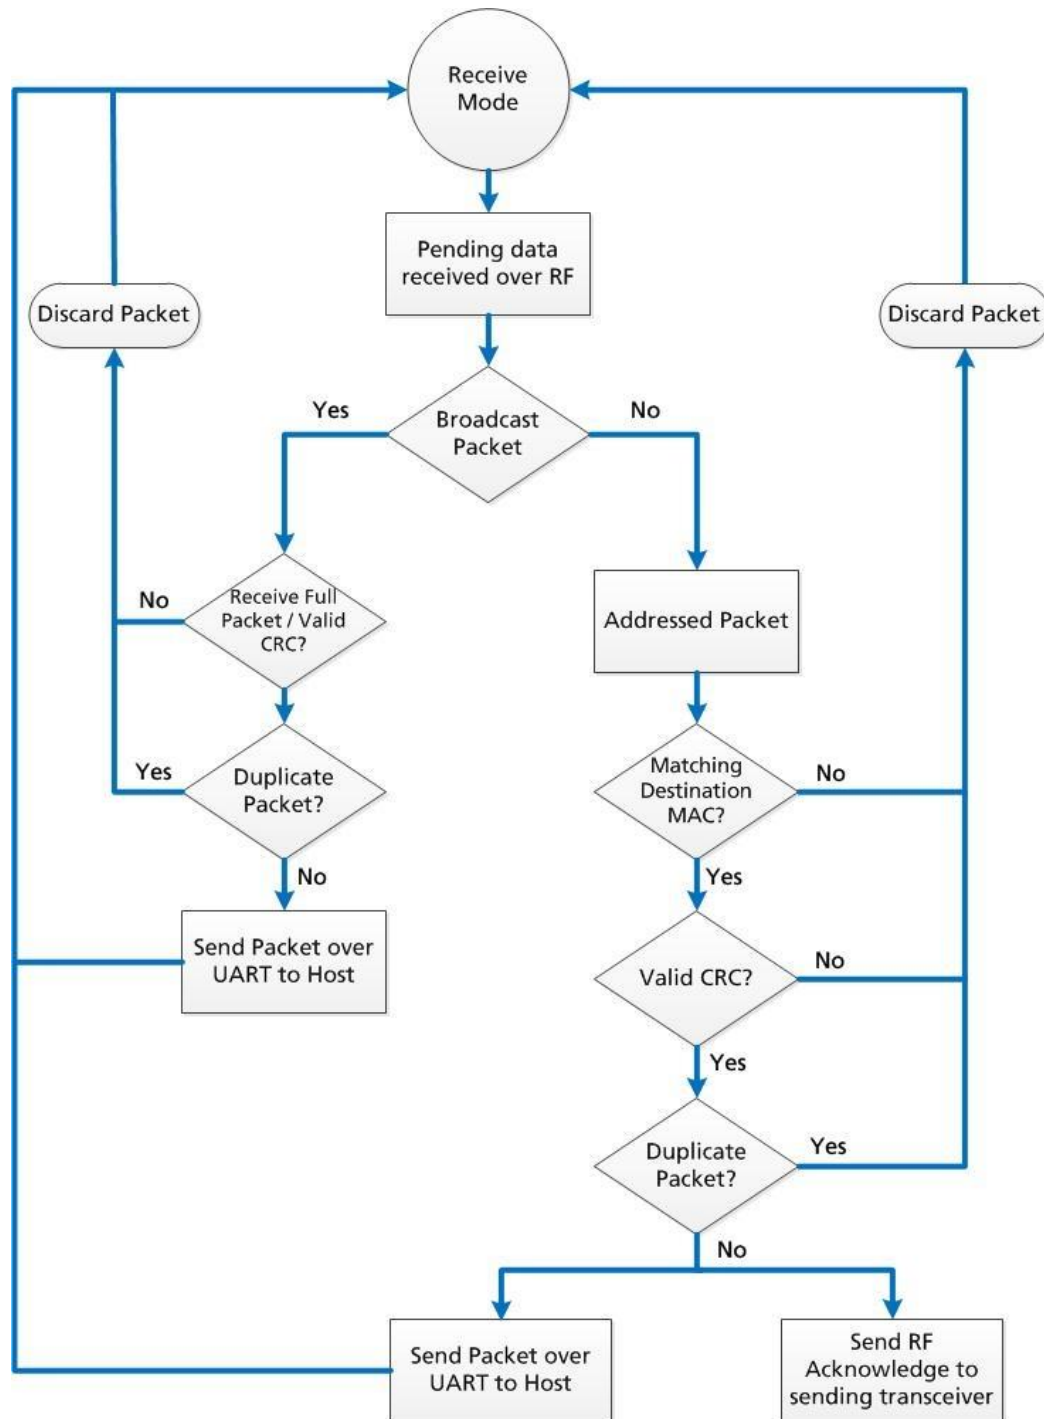 Receive
Mode
Pending data
received over RF
Discard Packet
Discard Packet
Yes
Broadcast
Packet
No
No
Receive Full
Packet / Valid
CRC?
Addressed Packet
Yes
Duplicate
Packet?
Matching
Destination
MAC?
No
No
Yes
Send Packet over
UART to Host
Valid CRC?
No
Yes
Duplicate
Packet?
Yes
No
Send Packet over
UART to Host
Send RF
Acknowledge to
sending transceiver